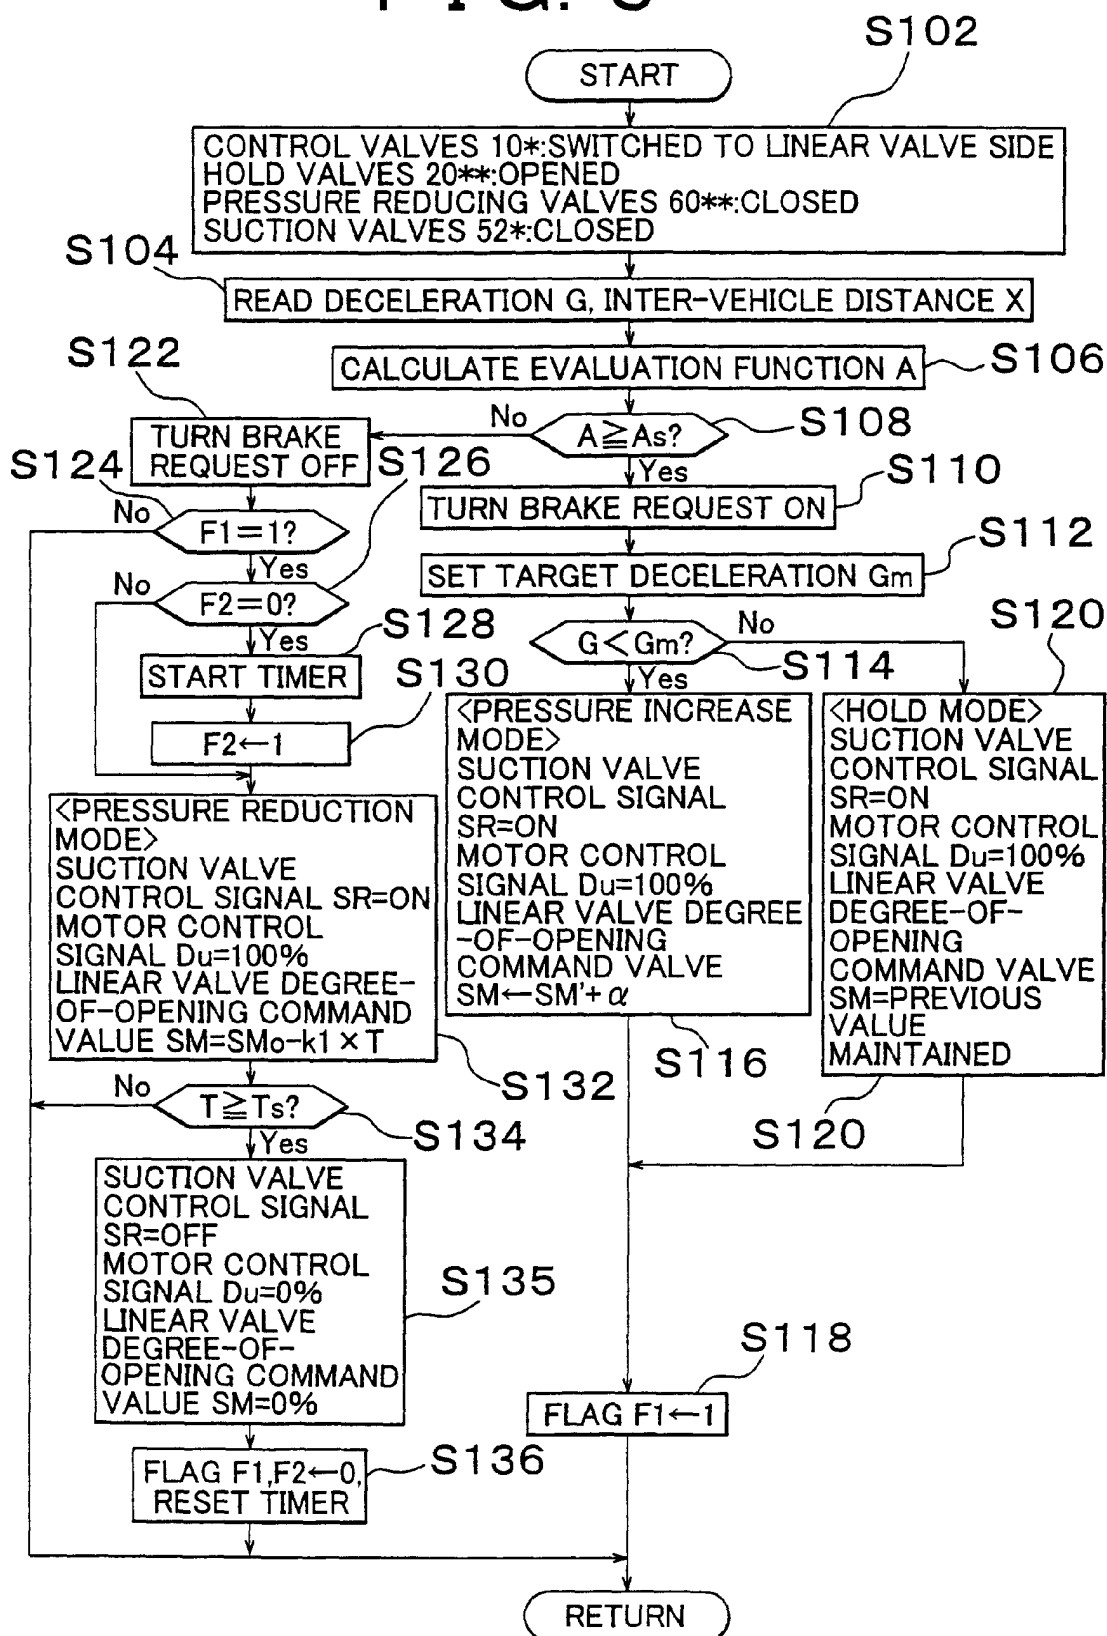 FIG.
S102
START
CONTROL VALVES 10*:SWITCHED TO LINEAR VALVE SIDE
HOLD VALVES 20**:OPENED
PRESSURE REDUCING VALVES 60**:CLOSED
SUCTION VALVES 52*:CLOSED
S104
READ DECELERATION G, INTER-VEHICLE DISTANCE X
S122
CALCULATE EVALUATION FUNCTION A
S106
No
A≧As?
S108
TURN BRAKE
REQUEST OFF
S124
S126
Yes
S110
TURN BRAKE REQUEST ON
No
F1=1?
Yes
S112
SET TARGET DECELERATION Gm
No
F2=0?
Yes
S128
START TIMER
S130
F2←1
G<Gm?
No
S120
S114
Yes
<PRESSURE INCREASE
MODE>
SUCTION VALVE
CONTROL SIGNAL
SR=ON
MOTOR CONTROL
SIGNAL Du=100%
LINEAR VALVE DEGREE
-OF-OPENING
COMMAND VALVE
SM←SM'+α
S116
<HOLD MODE>
SUCTION VALVE
CONTROL SIGNAL
SR=ON
MOTOR CONTROL
SIGNAL Du=100%
LINEAR VALVE
DEGREE-OF-
OPENING
COMMAND VALVE
SM=PREVIOUS
VALUE
MAINTAINED
S120
<PRESSURE REDUCTION
MODE>
SUCTION VALVE
CONTROL SIGNAL SR=ON
MOTOR CONTROL
SIGNAL Du=100%
LINEAR VALVE DEGREE-
OF-OPENING COMMAND
VALUE SM=SMo-k1×T
S132
No
T≧Ts?
S134
Yes
SUCTION VALVE
CONTROL SIGNAL
SR=OFF
MOTOR CONTROL
SIGNAL Du=0%
LINEAR VALVE
DEGREE-OF-
OPENING COMMAND
VALUE SM=0%
S135
S118
FLAG F1←1
FLAG F1,F2←0,
RESET TIMER
S136
RETURN